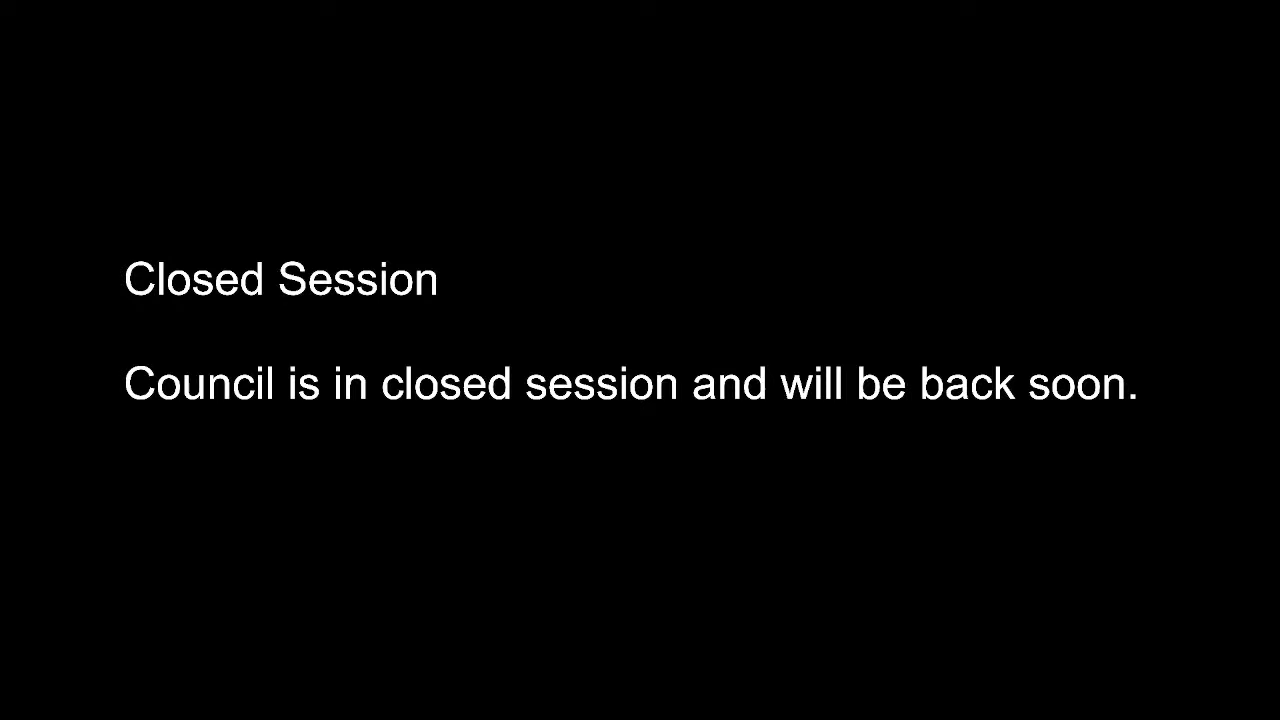 Closed Session
Council is in closed session and will be back soon.